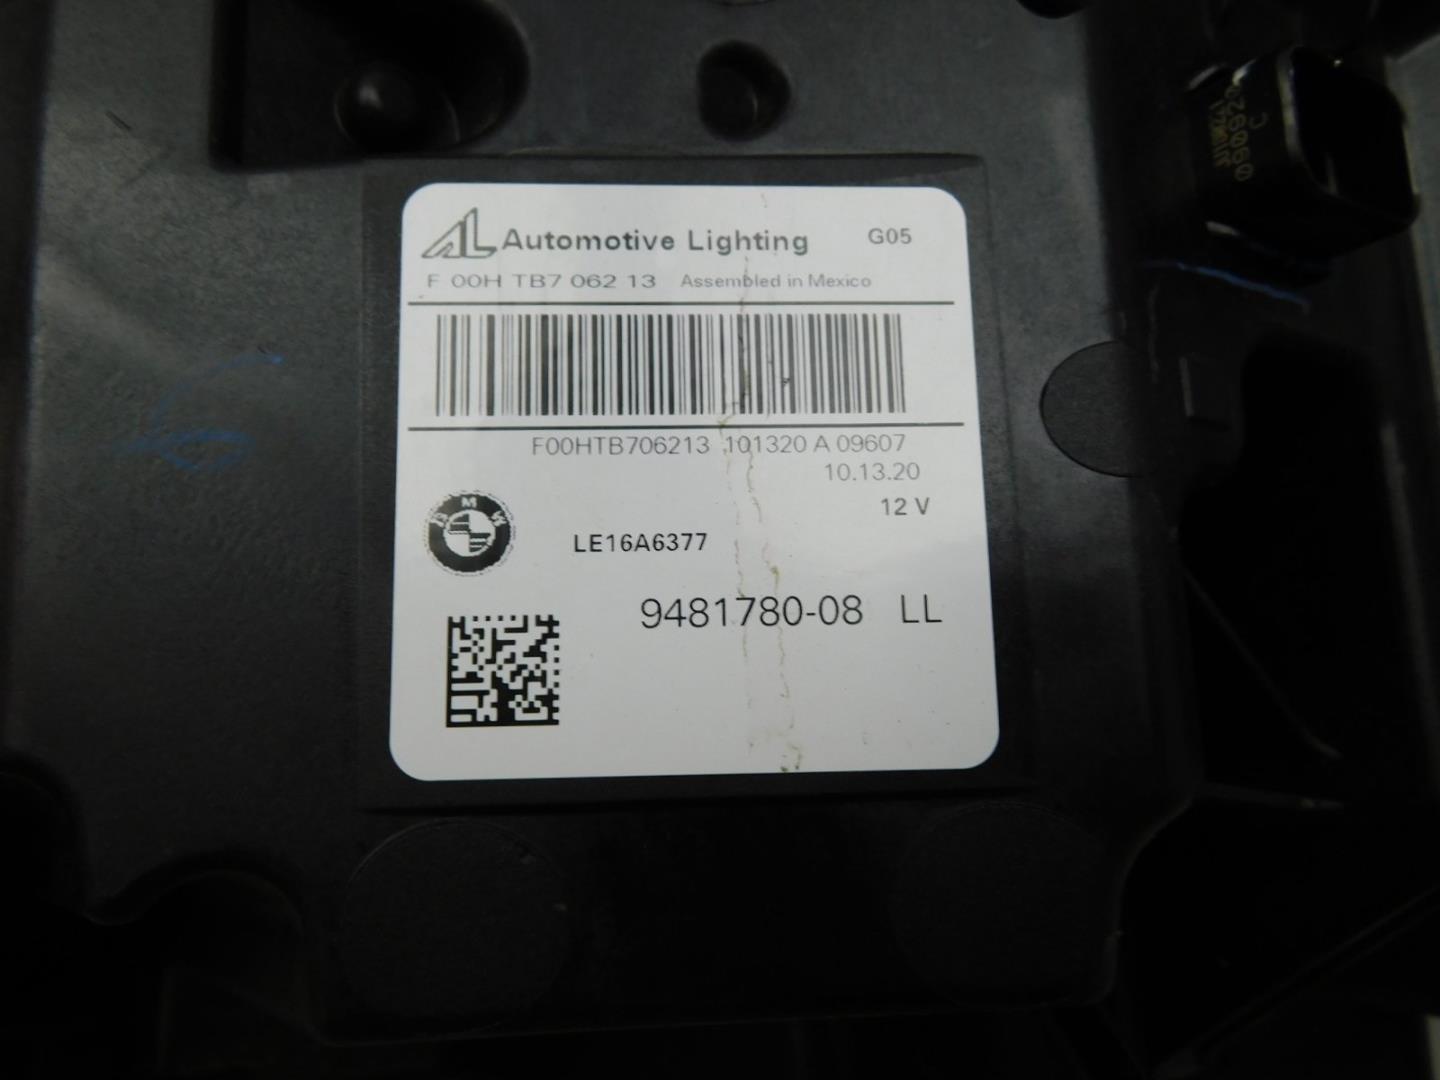 AL Automotive Lighting G05
F 00H TB7 062 13 Assembled in Mexico
F00HTB706213 101320 A 09607
10.13.20
12 V
BMW
LE16A6377
9481780-08 LL
C